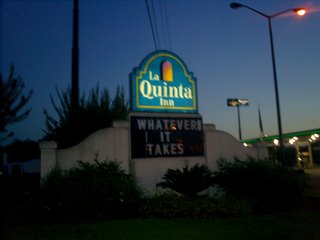 La
Quinta
Inn
WHATEVER
IT
TAKES